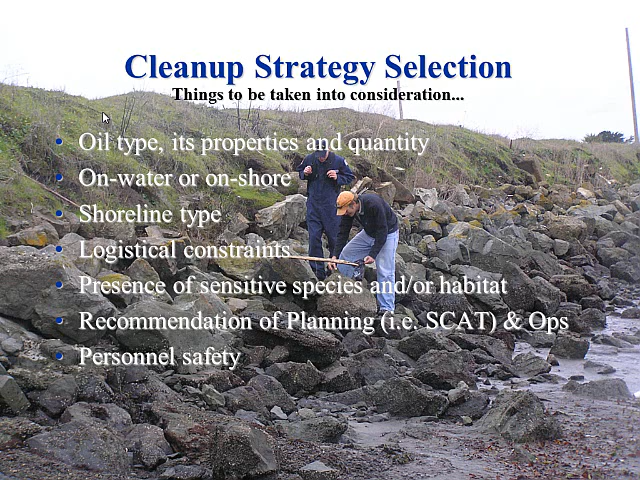 Cleanup Strategy Selection
Things to be taken into consideration...
• Oil type, its properties and quantity
• On-water or on-shore
• Shoreline type
• Logistical constraints
• Presence of sensitive species and/or habitat
• Recommendation of Planning (i.e. SCAT) & Ops
• Personnel safety